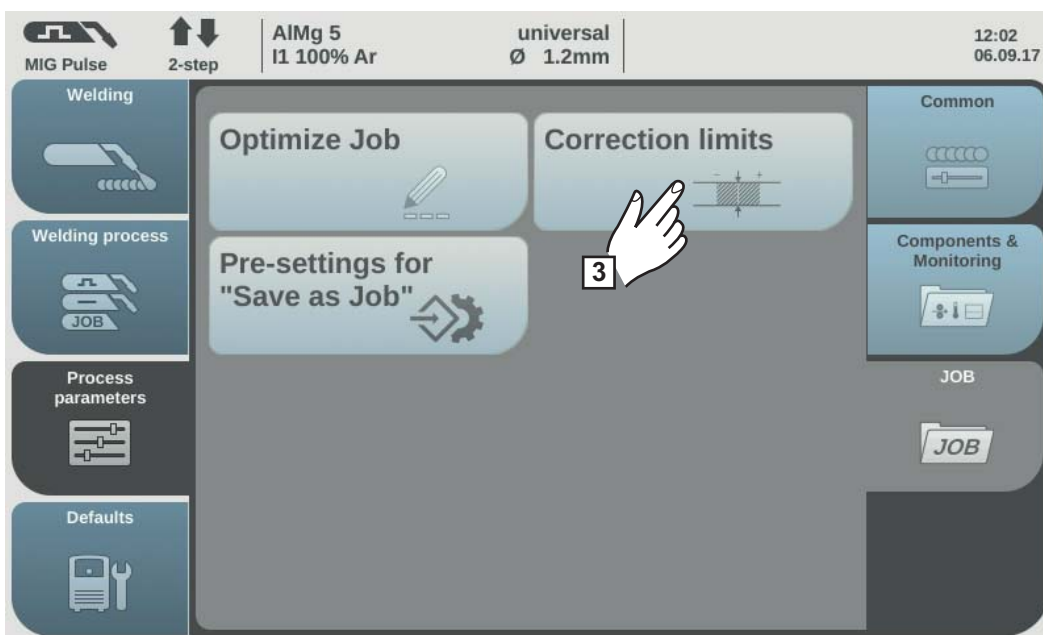 MIG Pulse
2-step
AlMg 5
I1 100% Ar
universal
Ø 1.2mm
12:02
06.09.17
Welding
Welding process
JOB
Process
parameters
Defaults
Optimize Job
Correction limits
- +
3
Pre-settings for
"Save as Job"
Common
Components &
Monitoring
JOB
JOB